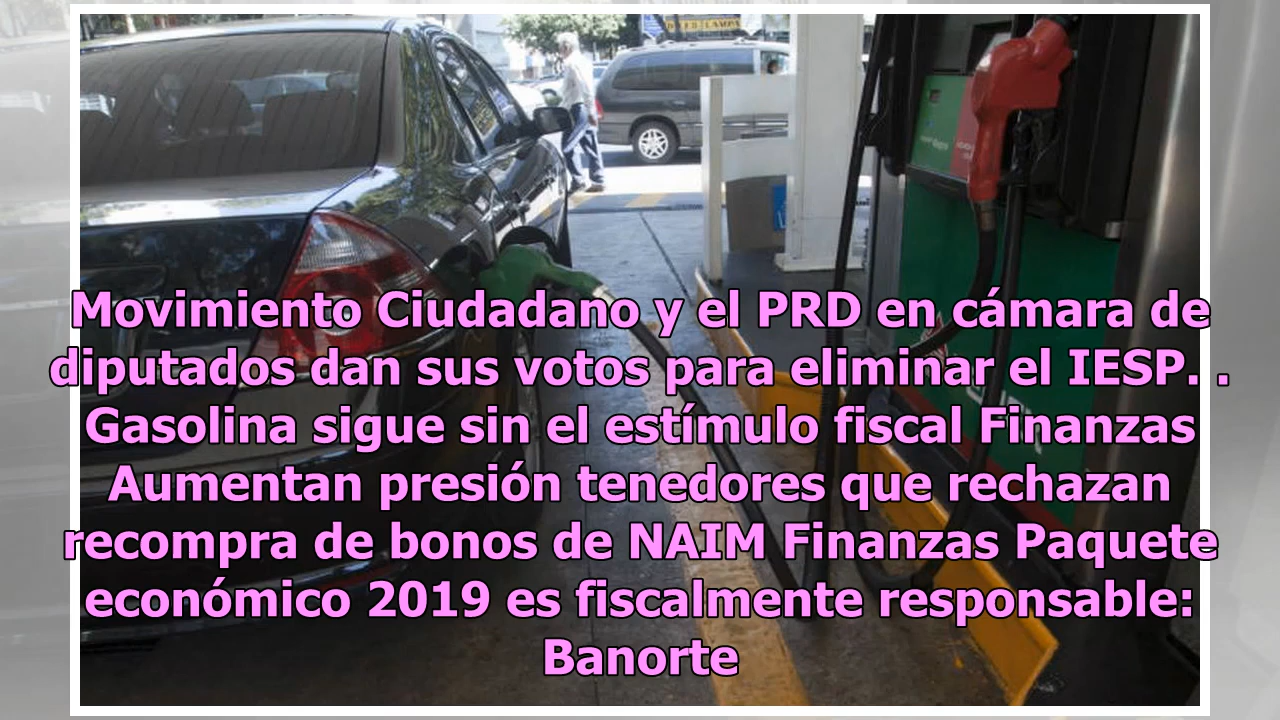 Movimiento Ciudadano y el PRD en cámara de
diputados dan sus votos para eliminar el IESP. .
Gasolina sigue sin el estímulo fiscal Finanzas
Aumentan presión tenedores que rechazan
recompra de bonos de NAIM Finanzas Paquete
económico 2019 es fiscalmente responsable:
Banorte